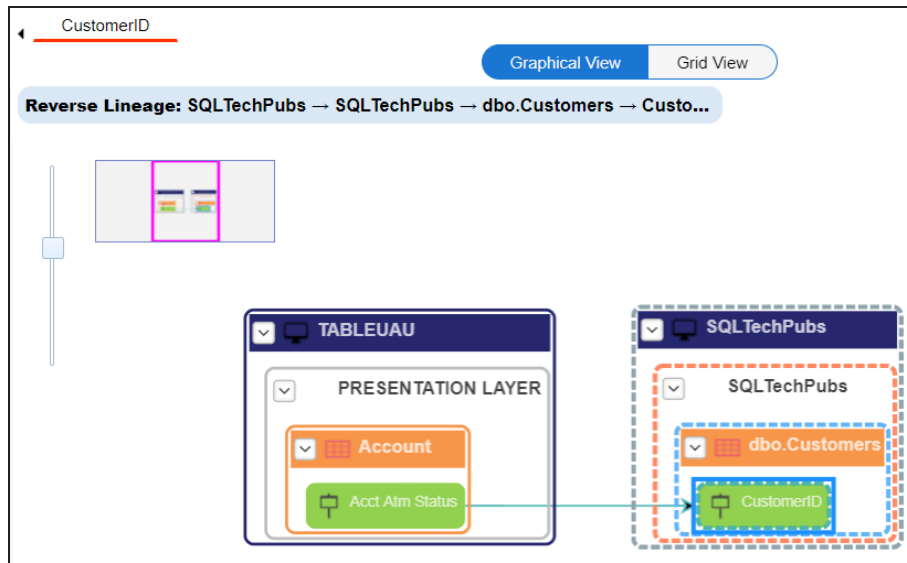 CustomerID
Graphical View Grid View
Reverse Lineage: SQLTechPubs → SQLTechPubs → dbo.Customers → Custo...
TABLEUAU
SQLTechPubs
PRESENTATION LAYER
SQLTechPubs
Account
dbo.Customers
Acct Atm Status
CustomerID